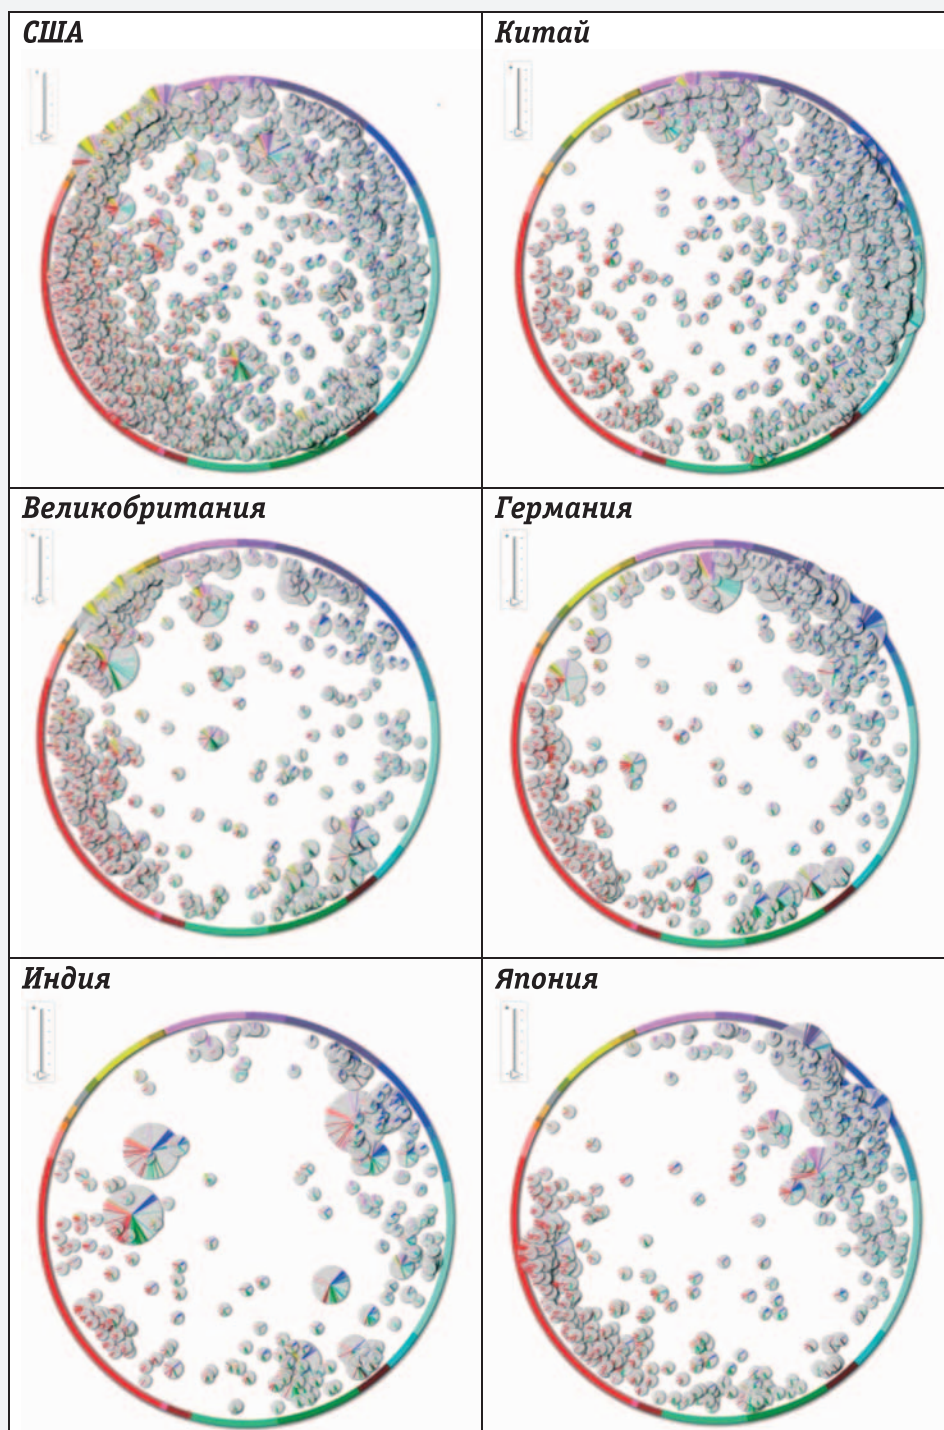 США
Китай
Великобритания
Германия
Индия
Япония